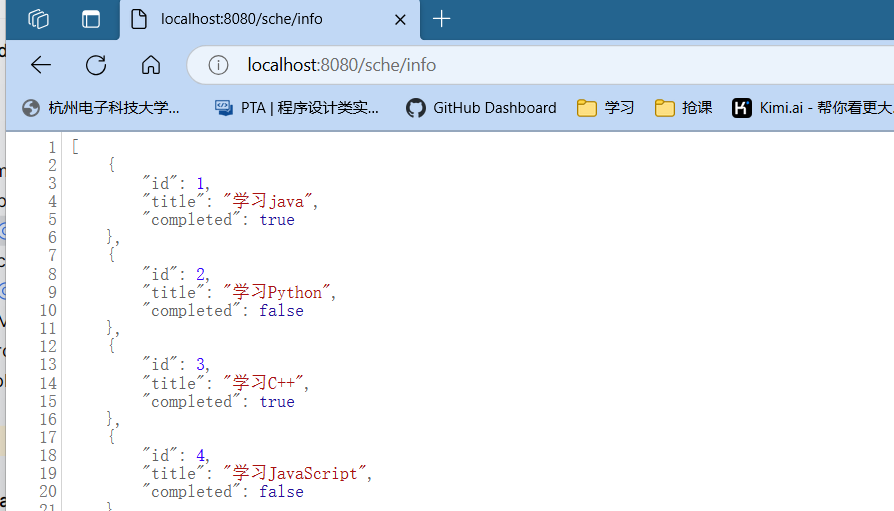 localhost:8080/sche/info
localhost:8080/sche/info
杭州电子科技大学... PTA | 程序设计类实... GitHub Dashboard 学习 抢课 Kimi.ai - 帮你看更大
1 [
2 {
3 "id": 1,
4 "title": "学习java",
5 "completed": true
6 },
7 {
8 "id": 2,
9 "title": "学习Python",
10 "completed": false
11 },
12 {
13 "id": 3,
14 "title": "学习C++",
15 "completed": true
16 },
17 {
18 "id": 4,
19 "title": "学习JavaScript",
20 "completed": false
21 }